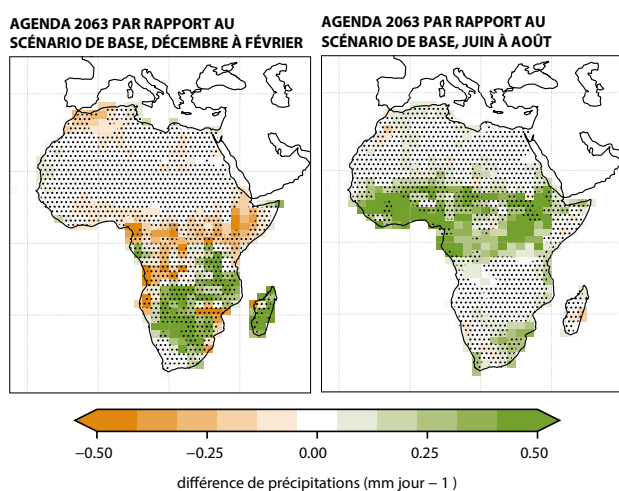 AGENDA 2063 PAR RAPPORT AU
SCÉNARIO DE BASE, DÉCEMBRE À FÉVRIER
AGENDA 2063 PAR RAPPORT AU
SCÉNARIO DE BASE, JUIN À AOÛT
−0.50 −0.25 0.00 0.25 0.50
différence de précipitations (mm jour − 1 )